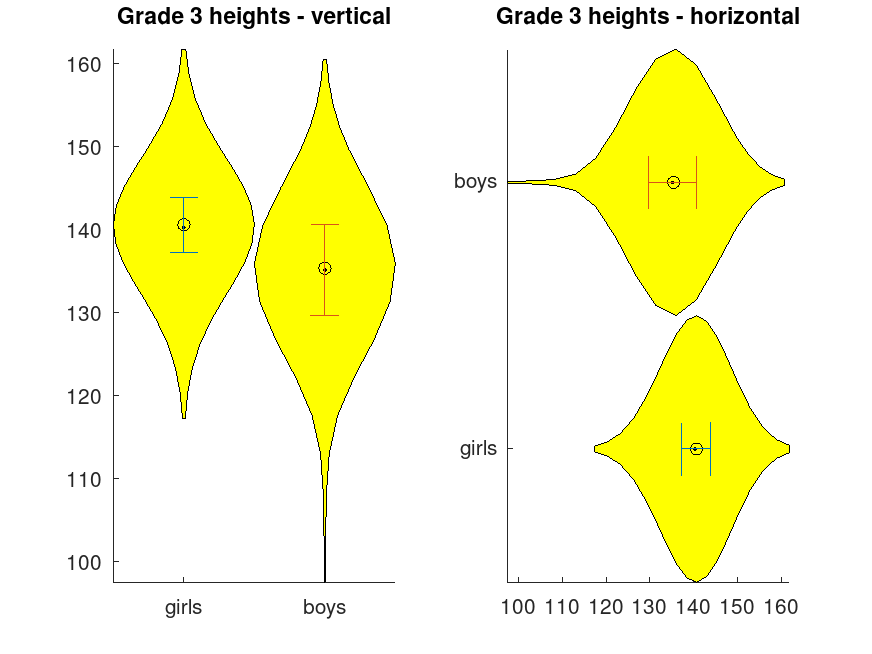 Grade 3 heights - vertical
160
150
140
130
120
110
100
girls
boys
Grade 3 heights - horizontal
boys
girls
100 110 120 130 140 150 160